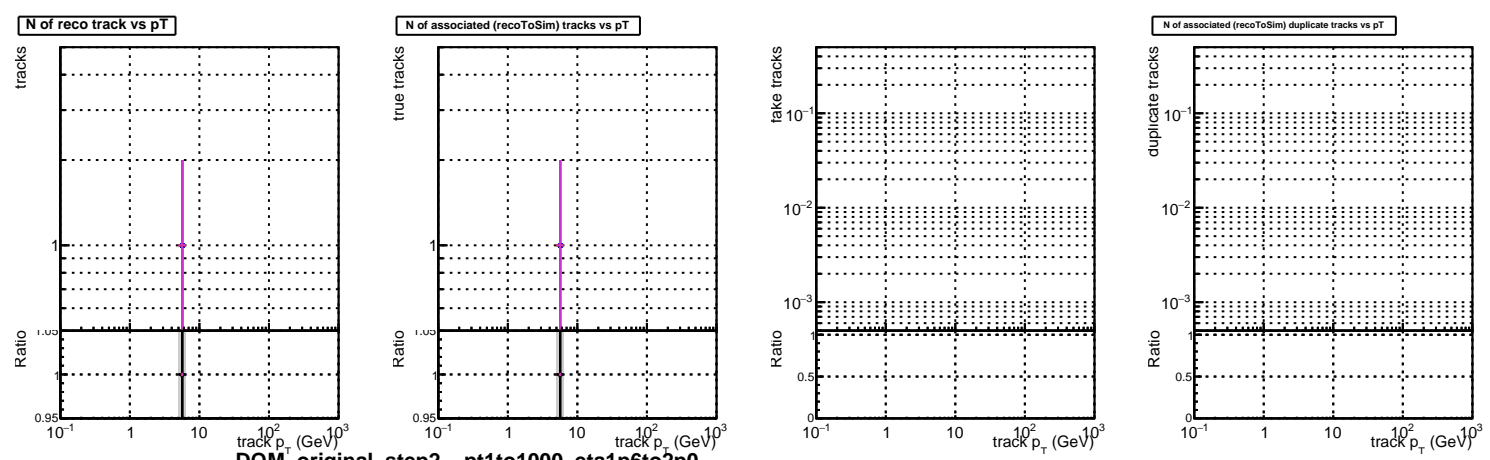 N of reco track vs pT
tracks
1
1.05
Ratio
1
0.95
10⁻¹ 1 10 10² 10³
track p_T (GeV)
N of associated (recoToSim) tracks vs pT
true tracks
1
1.05
Ratio
1
0.95
10⁻¹ 1 10 10² 10³
track p_T (GeV)
fake tracks
10⁻¹
10⁻²
10⁻³
Ratio
1
0.5
0
10⁻¹ 1 10 10² 10³
track p_T (GeV)
N of associated (recoToSim) duplicate tracks vs pT
duplicate tracks
10⁻¹
10⁻²
10⁻³
Ratio
1
0.5
0
10⁻¹ 1 10 10² 10³
track p_T (GeV)